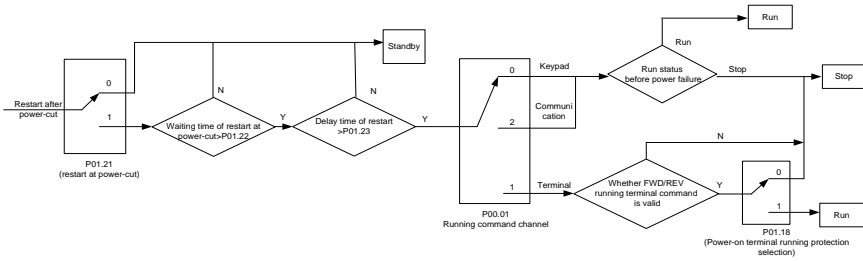 Restart after
power-cut
0
1
P01.21
(restart at power-cut)
N
Waiting time of restart at
power-cut>P01.22
Y
N
Delay time of restart
>P01.23
Y
Standby
0
2
1
P00.01
Running command channel
Keypad
Communi
cation
Terminal
Run
Run
Run status
before power failure
Stop
Stop
N
Whether FWD/REV
running terminal command
is valid
Y
0
1
P01.18
(Power-on terminal running protection
selection)
Run